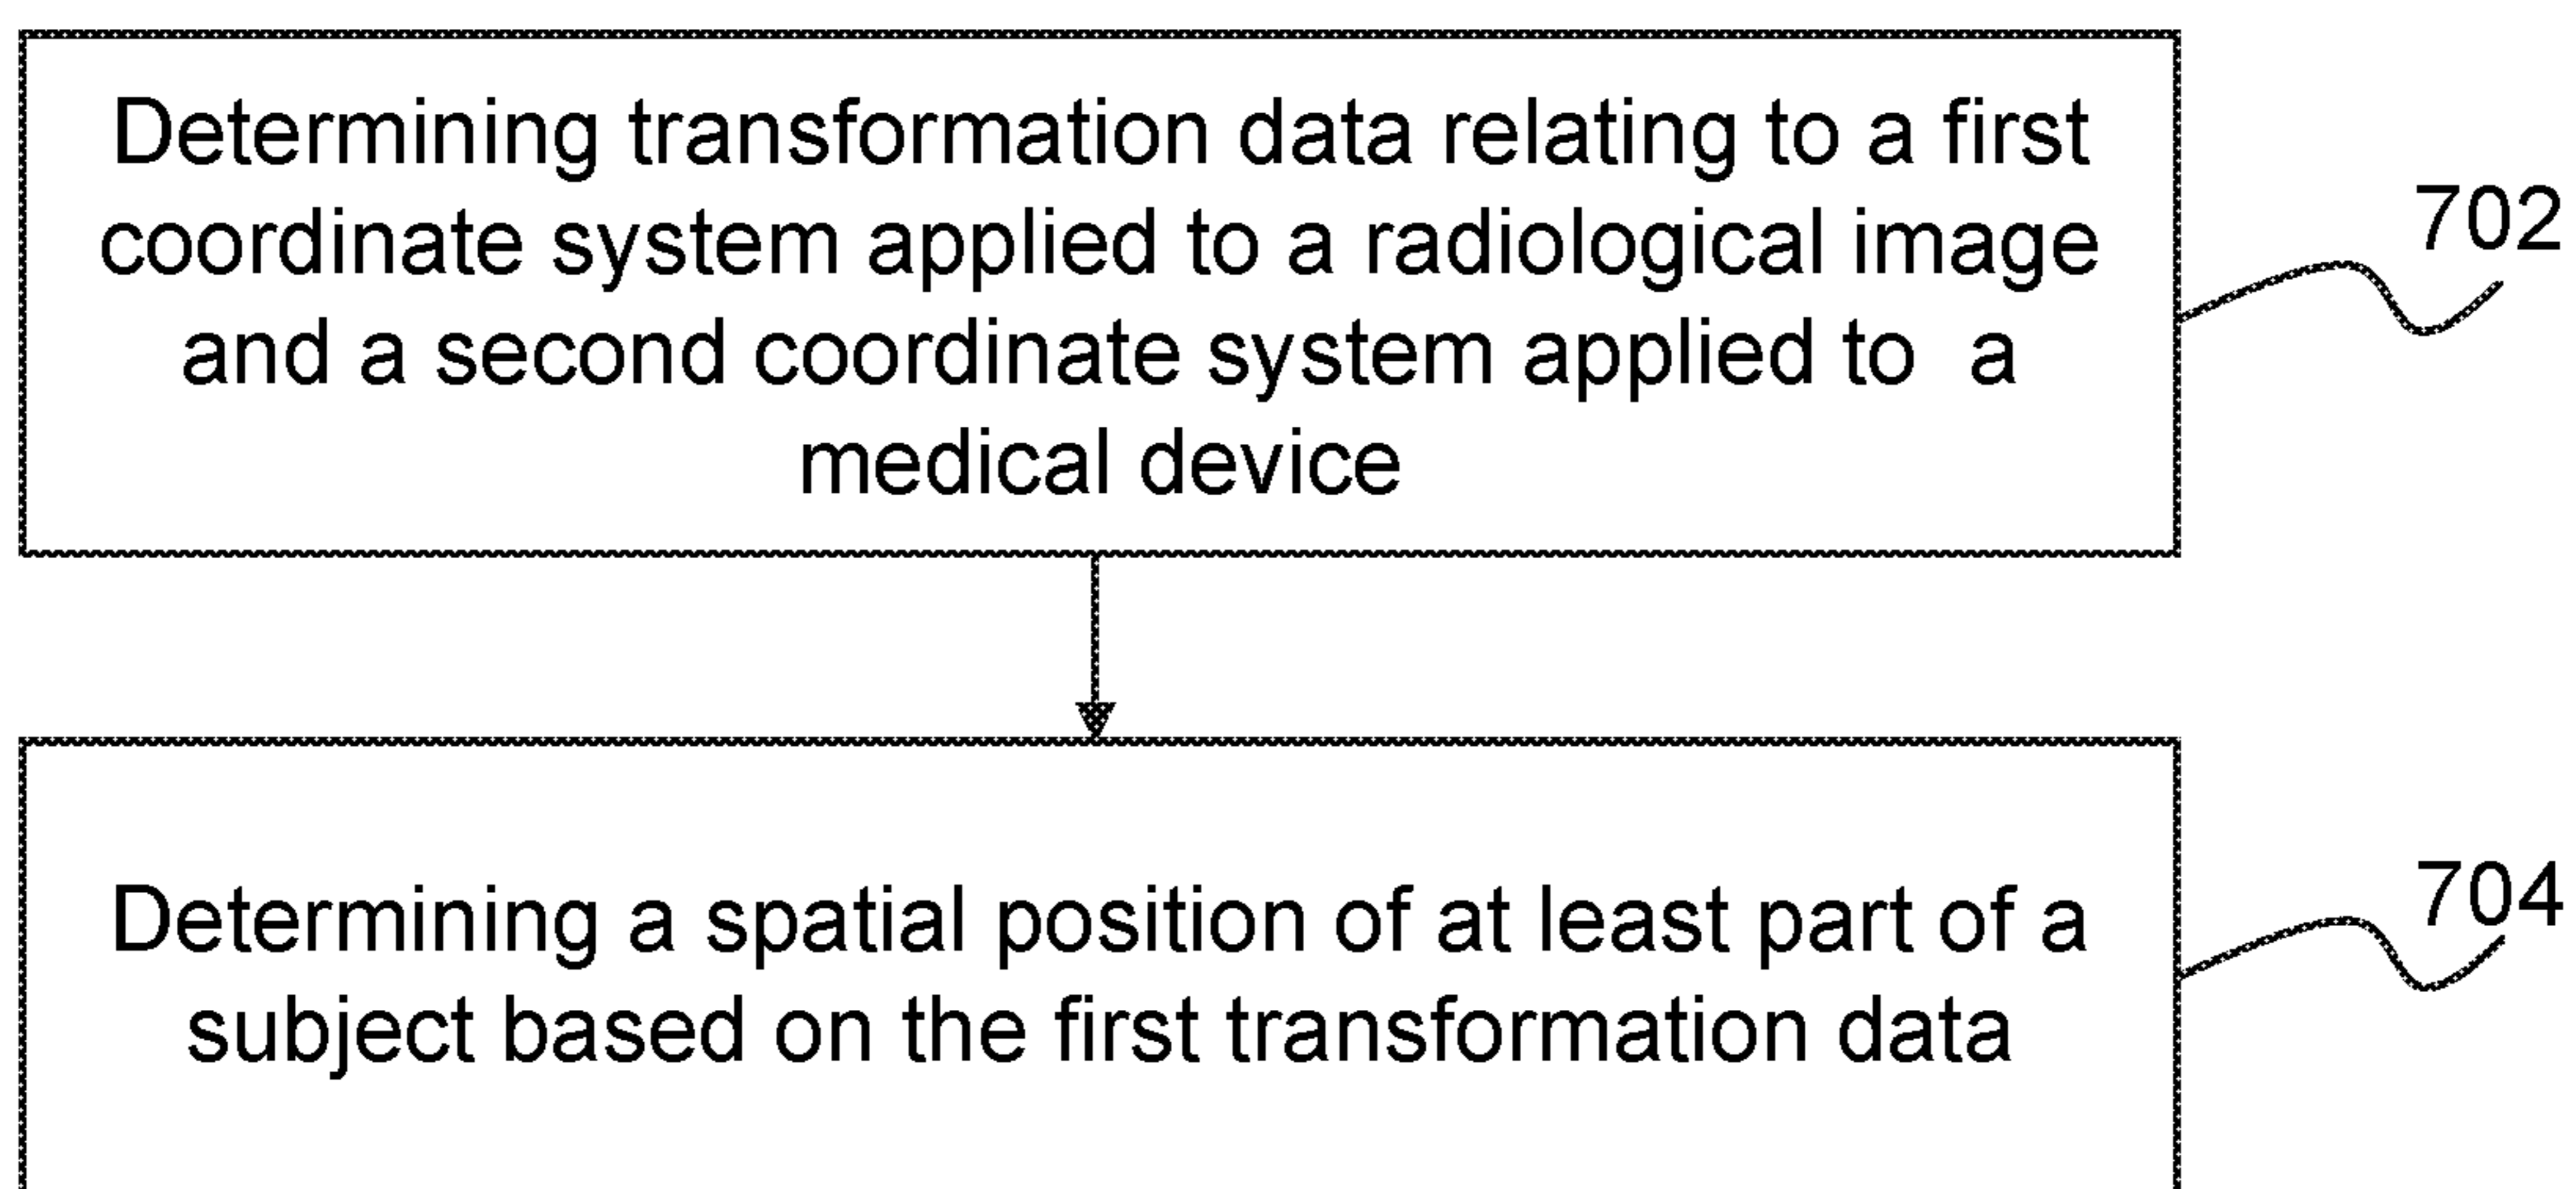 Determining transformation data relating to a first
coordinate system applied to a radiological image
and a second coordinate system applied to  a
medical device
702
Determining a spatial position of at least part of a
subject based on the first transformation data
704